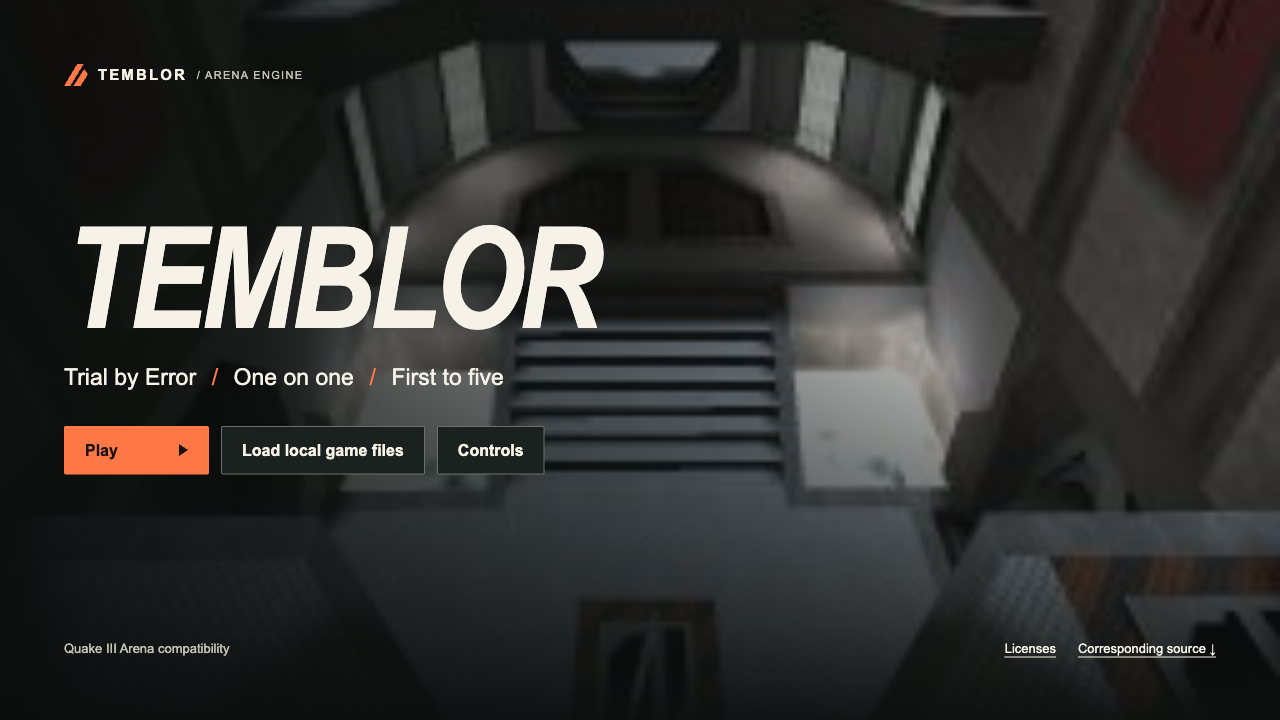 TEMBLOR / ARENA ENGINE
TEMBLOR
Trial by Error / One on one / First to five
Play
Load local game files
Controls
Quake III Arena compatibility
Licenses
Corresponding source ↓